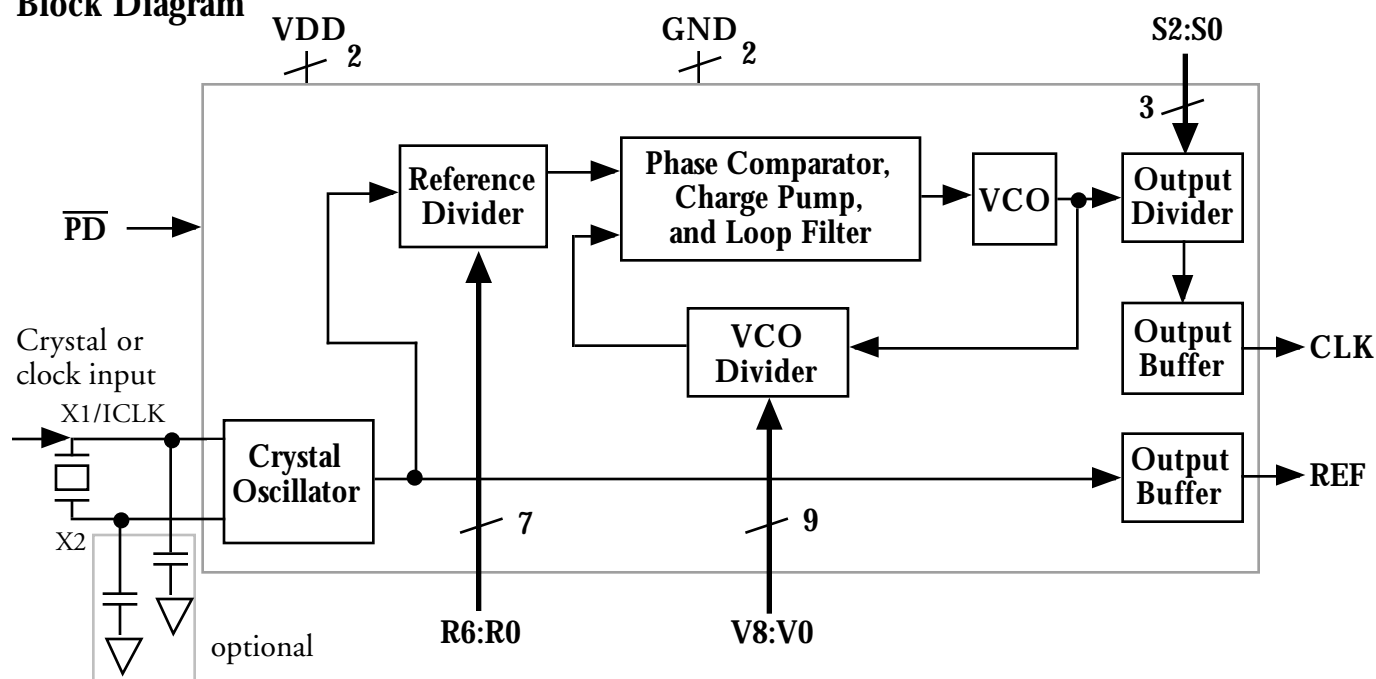 Block Diagram
VDD
2
GND
2
S2:S0
3
PD
Reference
Divider
Phase Comparator,
Charge Pump,
and Loop Filter
VCO
Output
Divider
VCO
Divider
Output
Buffer
CLK
Crystal or
clock input
X1/ICLK
Crystal
Oscillator
Output
Buffer
REF
X2
7
9
optional
R6:R0
V8:V0